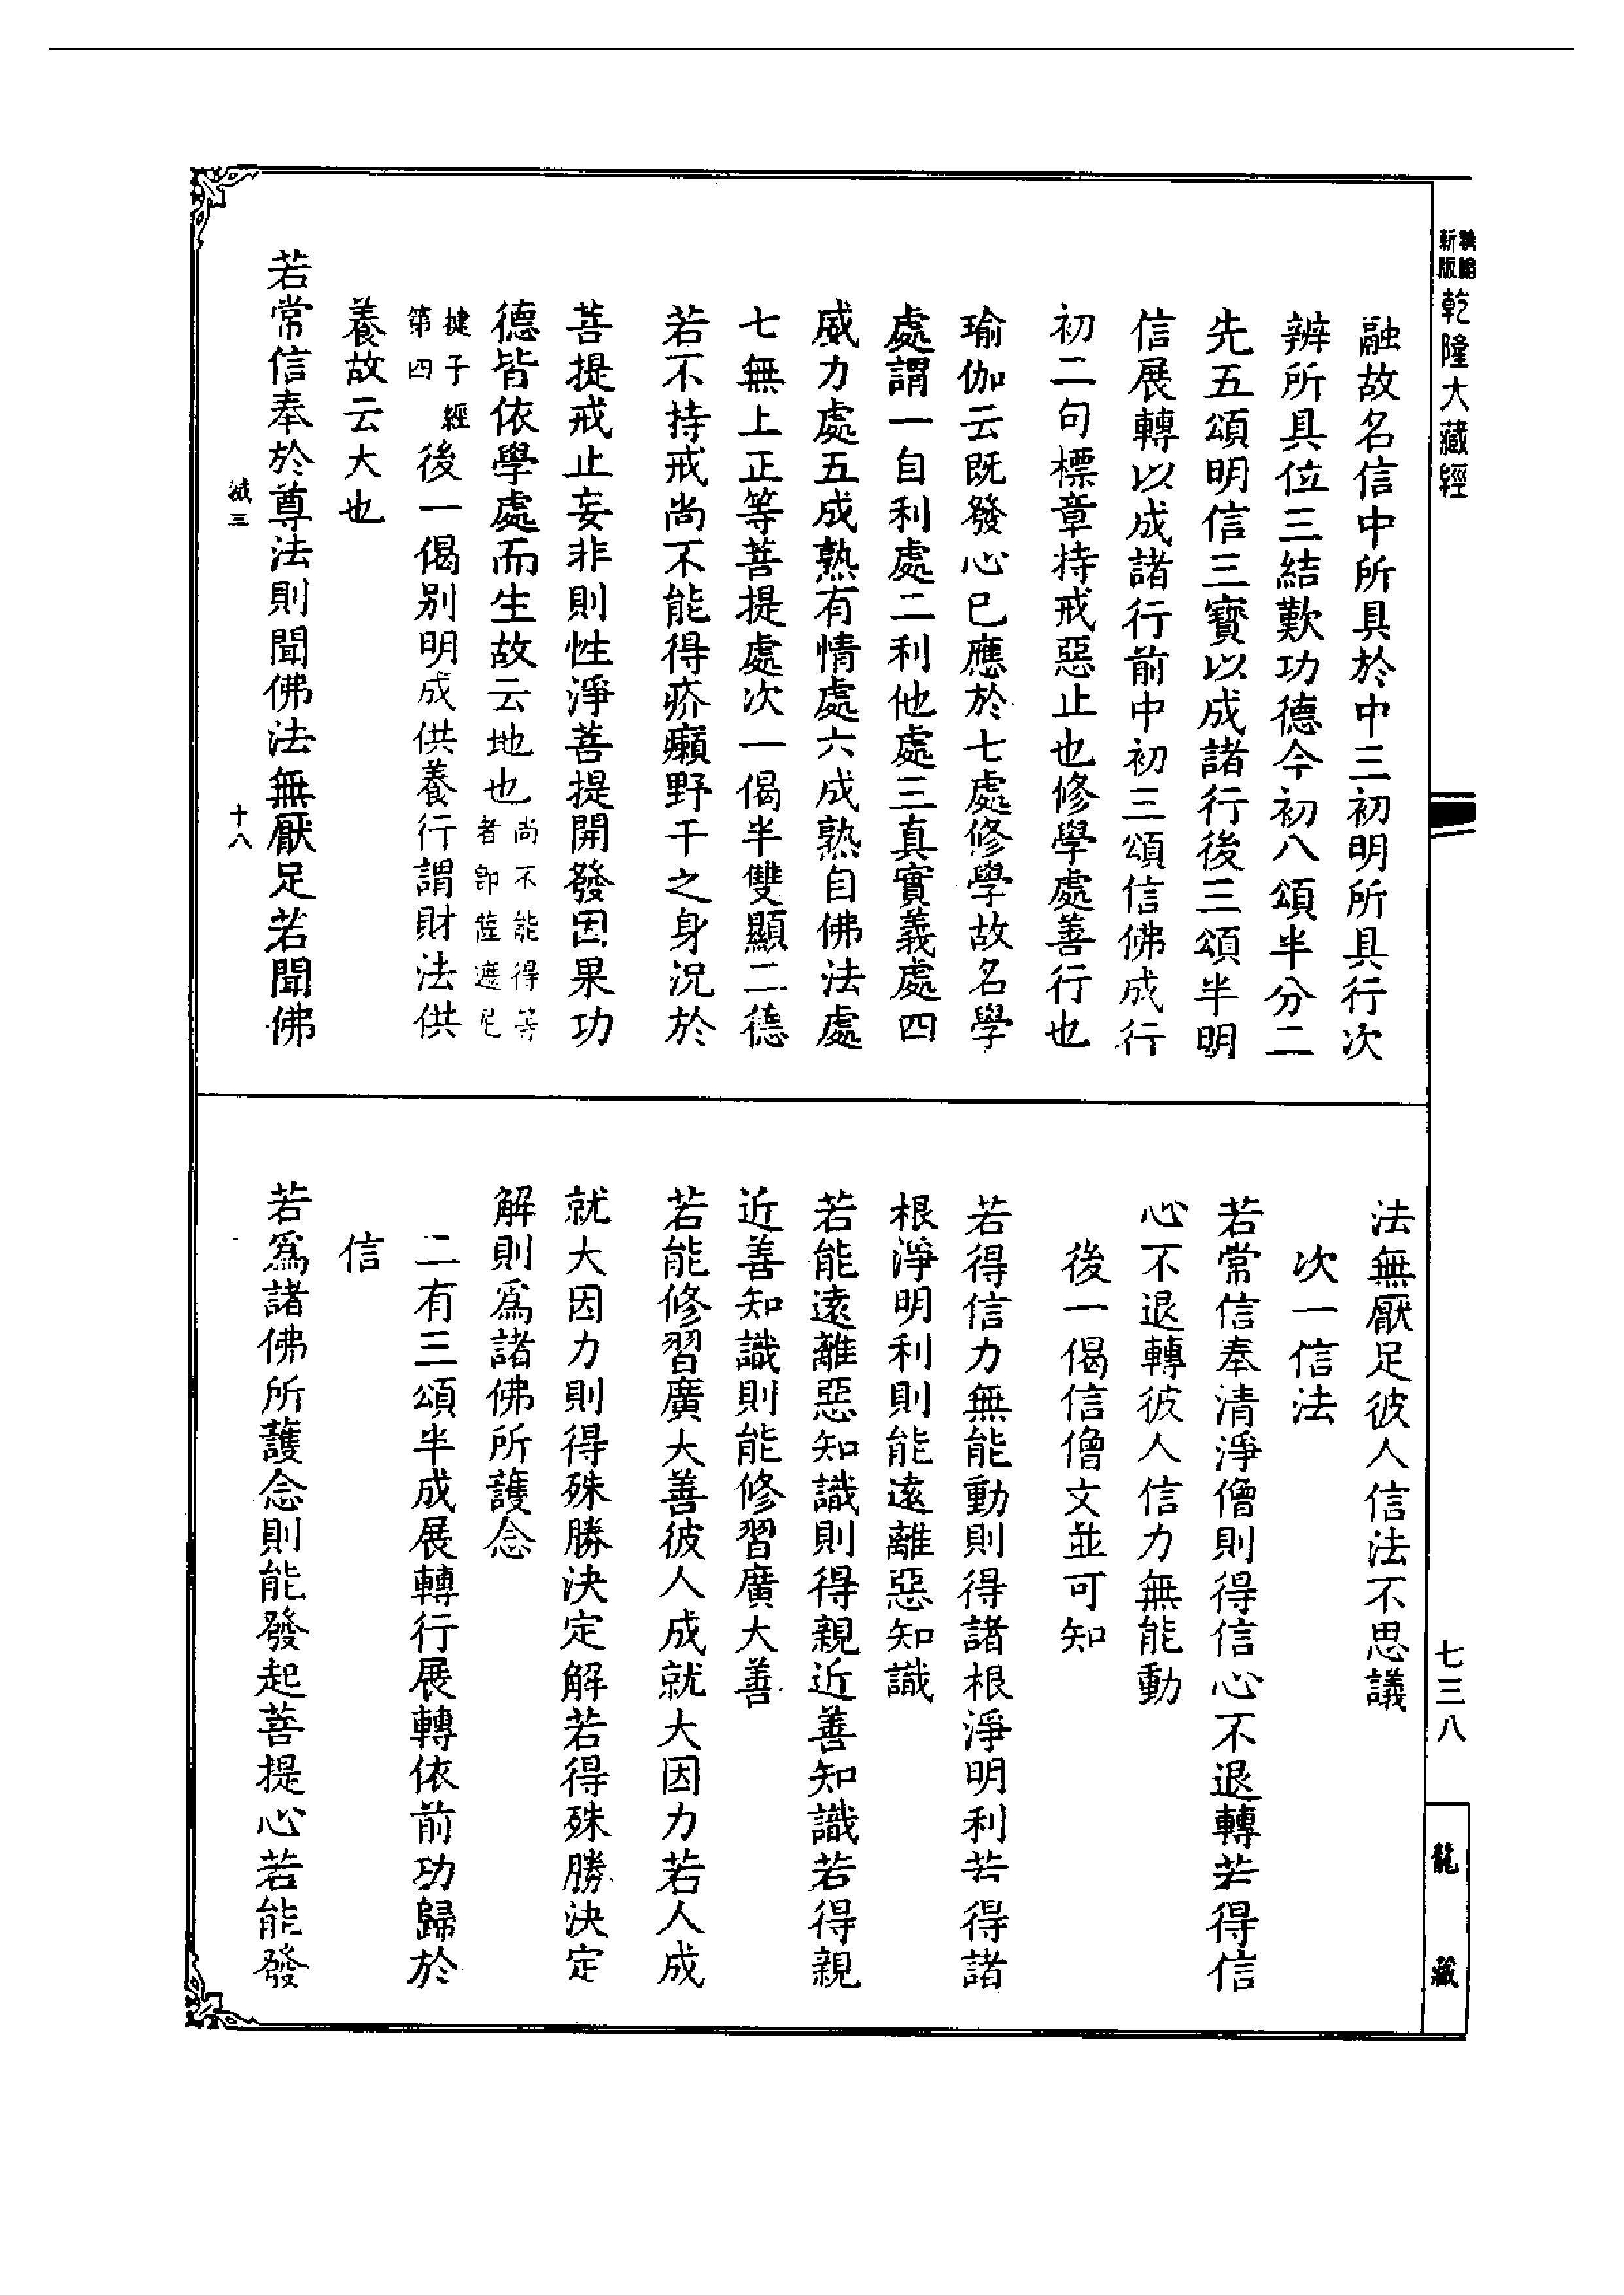 乾隆大藏經
融故名信中所具於中三初明所具行次
辨所具位三結歎功德今初八頌半分二
先五頌明信三寳以成諸行後三頌半明
信展轉以成諸行前中初三頌信佛成行
初二句標章持戒惡止也修學處善行也
瑜伽云既發心已應於七處修學故名學
處謂一自利處二利他處三真實義處四
威力處五成熟有情處六成熟自佛法處
七無上正等菩提處次一偈半雙顯二德
若不持戒尚不能得疥癩野干之身況於
菩提戒止妄非則性淨菩提開發因果功
德皆依學處而生故云地也尚不能得等
者即薩遮尼
揵子經
第四
後一偈別明成供養行謂財法供
養故云大也
若常信奉於尊法則聞佛法無厭足若聞佛
十八
法無厭足彼人信法不思議
次一信法
若常信奉清淨僧則得信心不退轉若得信
心不退轉彼人信力無能動
後一偈信僧文並可知
若得信力無能動則得諸根淨明利若得諸
根淨明利則能遠離惡知識
若能遠離惡知識則得親近善知識若得親
近善知識則能修習廣大善
若能修習廣大善彼人成就大因力若人成
就大因力則得殊勝決定解若得殊勝決定
解則爲諸佛所護念
二有三頌半成展轉行展轉依前功歸於
信
若爲諸佛所護念則能發起菩提心若能發
七三八
龍藏